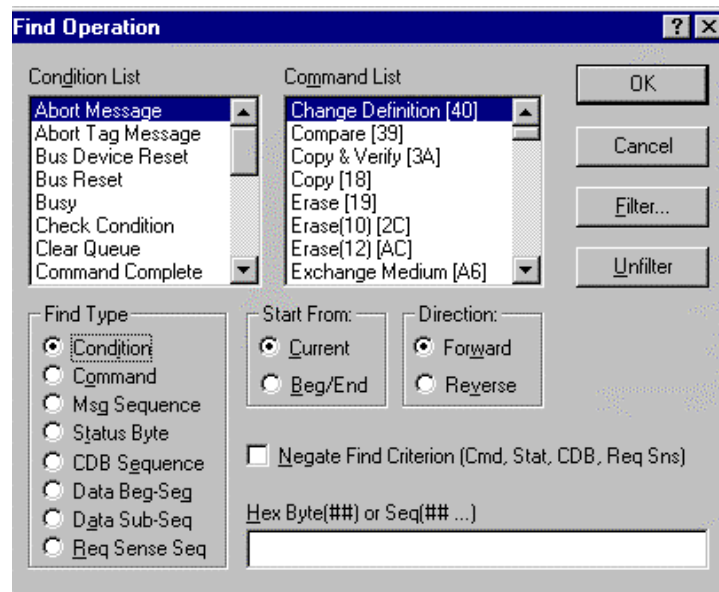 Find Operation
Condition List
Abort Message
Abort Tag Message
Bus Device Reset
Bus Reset
Busy
Check Condition
Clear Queue
Command Complete
Command List
Change Definition [40]
Compare [39]
Copy & Verify [3A]
Copy [18]
Erase [19]
Erase(10) [2C]
Erase(12) [AC]
Exchange Medium [A6]
OK
Cancel
Filter...
Unfilter
Find Type
Condition
Command
Msg Sequence
Status Byte
CDB Sequence
Data Beg-Seg
Data Sub-Seq
Req Sense Seq
Start From:
Current
Beg/End
Direction:
Forward
Reverse
Negate Find Criterion (Cmd, Stat, CDB, Req Sns)
Hex Byte(##) or Seq(## ...)